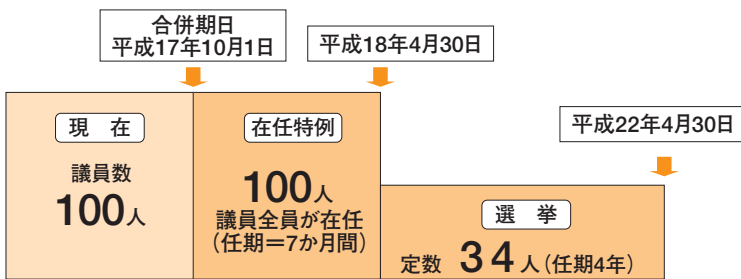 合併期日
平成17年10月1日
平成18年4月30日
平成22年4月30日
現 在
議員数
100人
在任特例
100人
議員全員が在任
(任期=7か月間)
選 挙
定数 34人(任期4年)